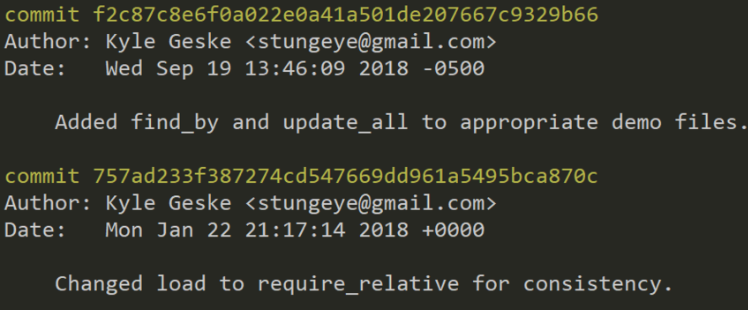 commit f2c87c8e6f0a022e0a41a501de207667c9329b66
Author: Kyle Geske <stungeye@gmail.com>
Date:   Wed Sep 19 13:46:09 2018 -0500
Added find_by and update_all to appropriate demo files.
commit 757ad233f387274cd547669dd961a5495bca870c
Author: Kyle Geske <stungeye@gmail.com>
Date:   Mon Jan 22 21:17:14 2018 +0000
Changed load to require_relative for consistency.